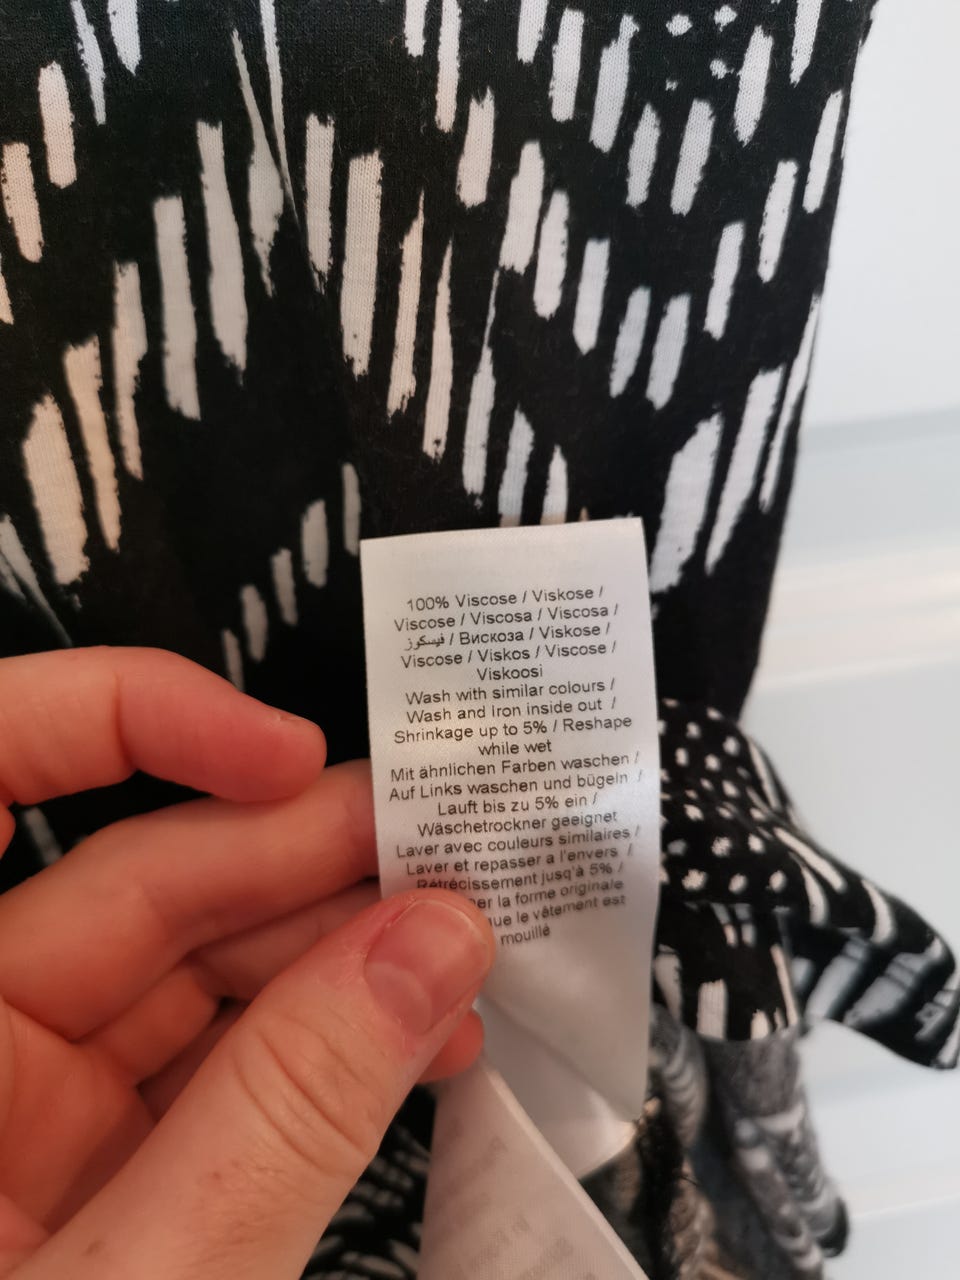 100% Viscose / Viskose /
Viscose / Viscosa / Viscosa /
فيسكوز / Вискоза / Viskose /
Viscose / Viskos / Viscose /
Viskoosi
Wash with similar colours /
Wash and Iron inside out /
Shrinkage up to 5% / Reshape
while wet
Mit ähnlichen Farben waschen /
Auf Links waschen und bügeln /
Lauft bis zu 5% ein /
Wäschetrockner geeignet
Laver avec couleurs similaires /
Laver et repasser a l'envers /
Rétrécissement jusqu'à 5% /
la forme originale
le vêtement est
mouillé